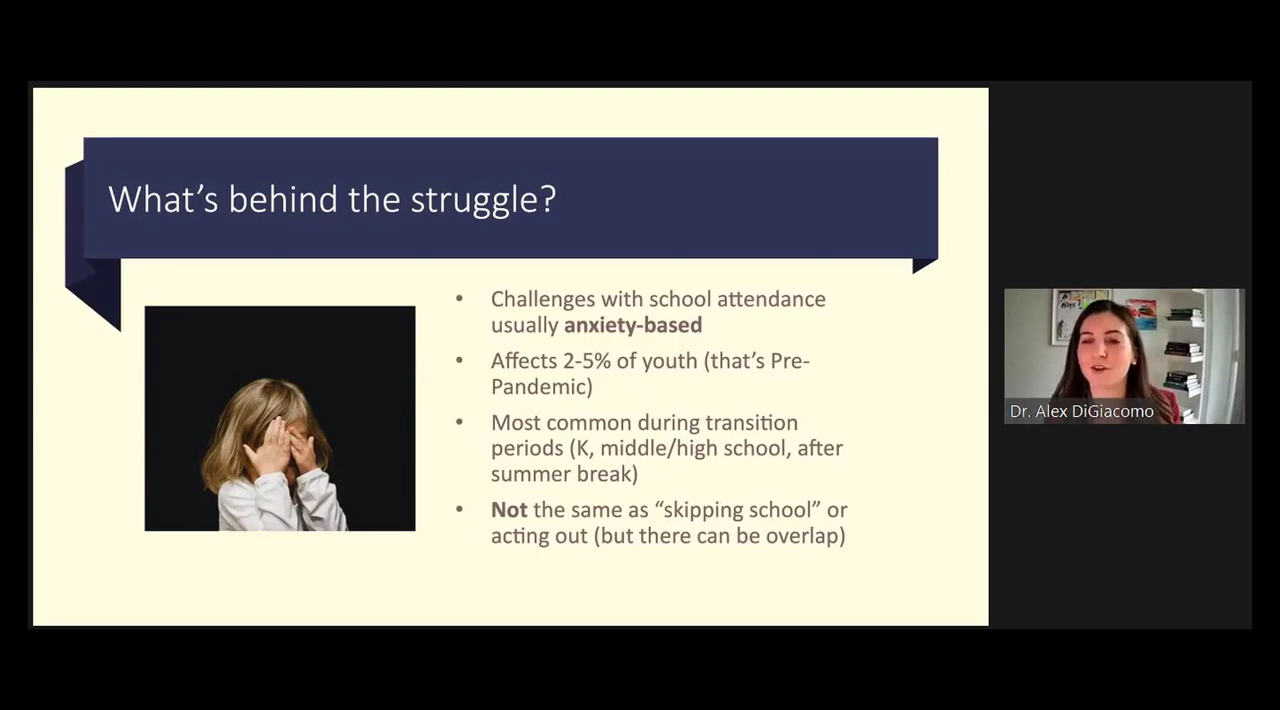 What’s behind the struggle?
• Challenges with school attendance
usually anxiety-based
• Affects 2-5% of youth (that’s Pre-
Pandemic)
• Most common during transition
periods (K, middle/high school, after
summer break)
• Not the same as “skipping school” or
acting out (but there can be overlap)
Dr. Alex DiGiacomo